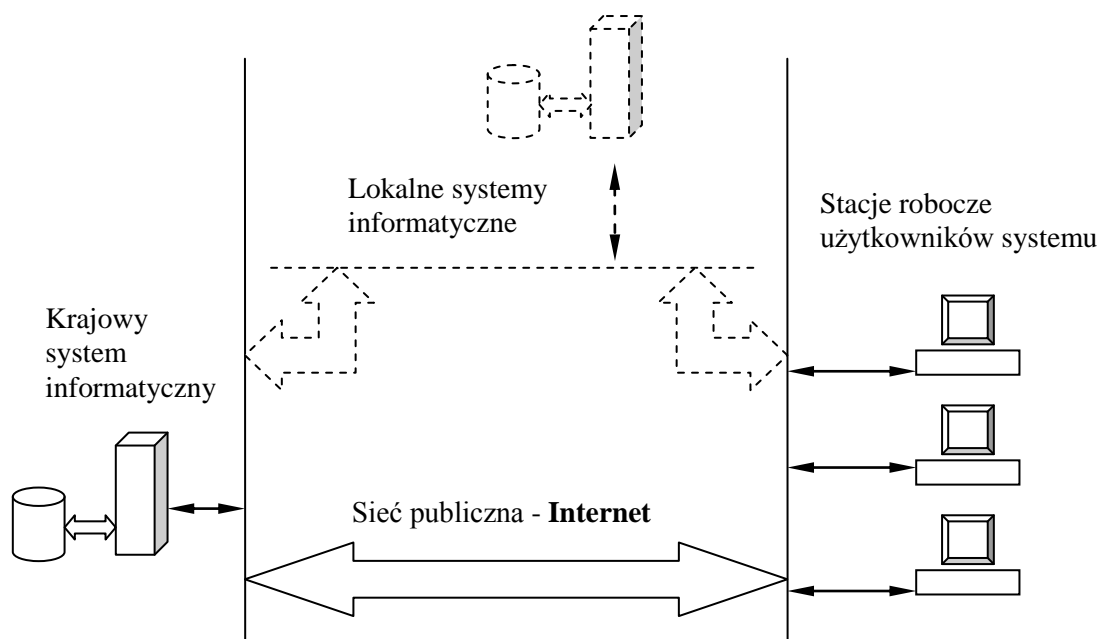 Lokalne systemy
informatyczne
Stacje robocze
użytkowników systemu
Krajowy
system
informatyczny
Sieć publiczna - Internet